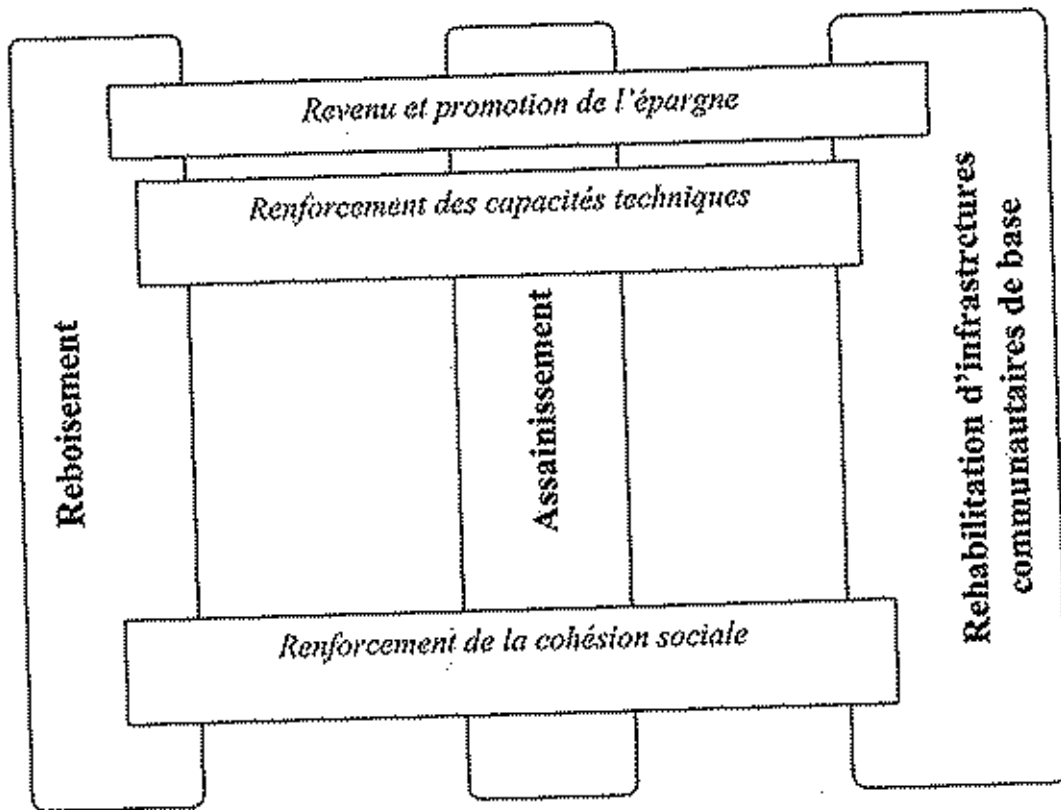 Revenu et promotion de l'épargne
Renforcement des capacités techniques
Reboisement
Assainissement
Rehabilitation d'infrastrctures
communautaires de base
Renforcement de la cohésion sociale